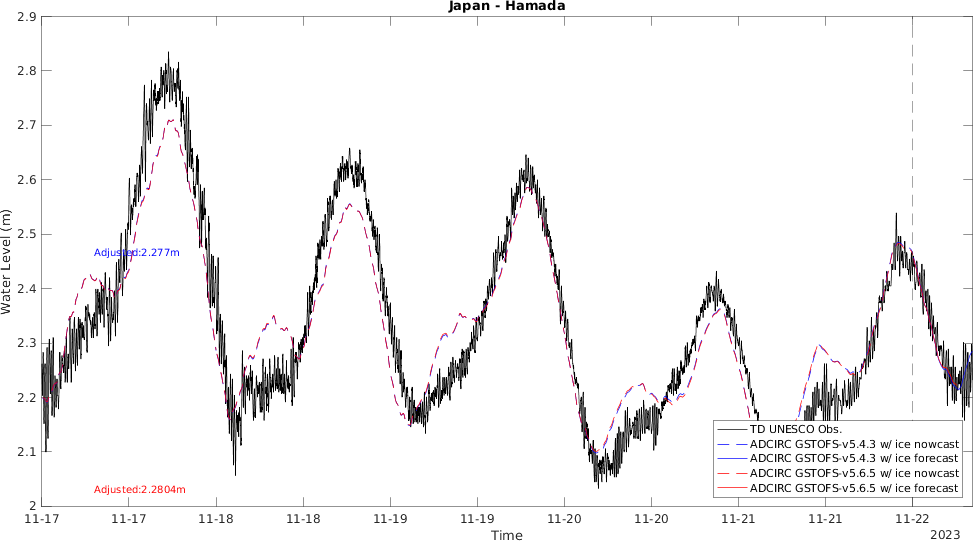 Japan - Hamada
2.9
2.8
2.7
2.6
2.5
2.4
2.3
2.2
2.1
2
Water Level (m)
Adjusted:2.277m
Adjusted:2.2804m
TD UNESCO Obs.
ADCIRC GSTOFS-v5.4.3 w/ ice nowcast
ADCIRC GSTOFS-v5.4.3 w/ ice forecast
ADCIRC GSTOFS-v5.6.5 w/ ice nowcast
ADCIRC GSTOFS-v5.6.5 w/ ice forecast
11-17 11-17 11-18 11-18 11-19 11-19 11-20 11-20 11-21 11-21 11-22
Time
2023